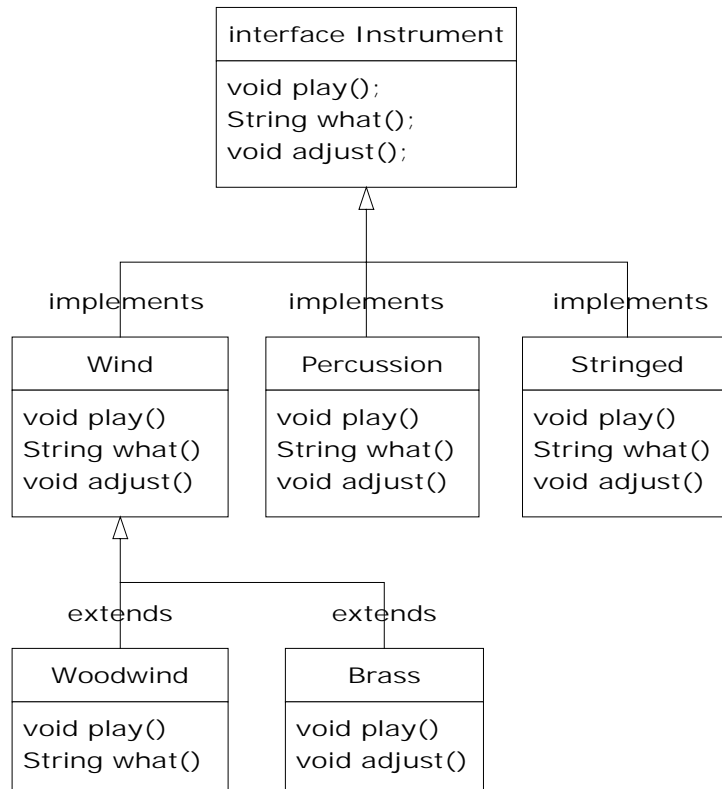 interface Instrument
void play();
String what();
void adjust();
implements
implements
implements
Wind
void play()
String what()
void adjust()
Percussion
void play()
String what()
void adjust()
Stringed
void play()
String what()
void adjust()
extends
extends
Woodwind
void play()
String what()
Brass
void play()
void adjust()